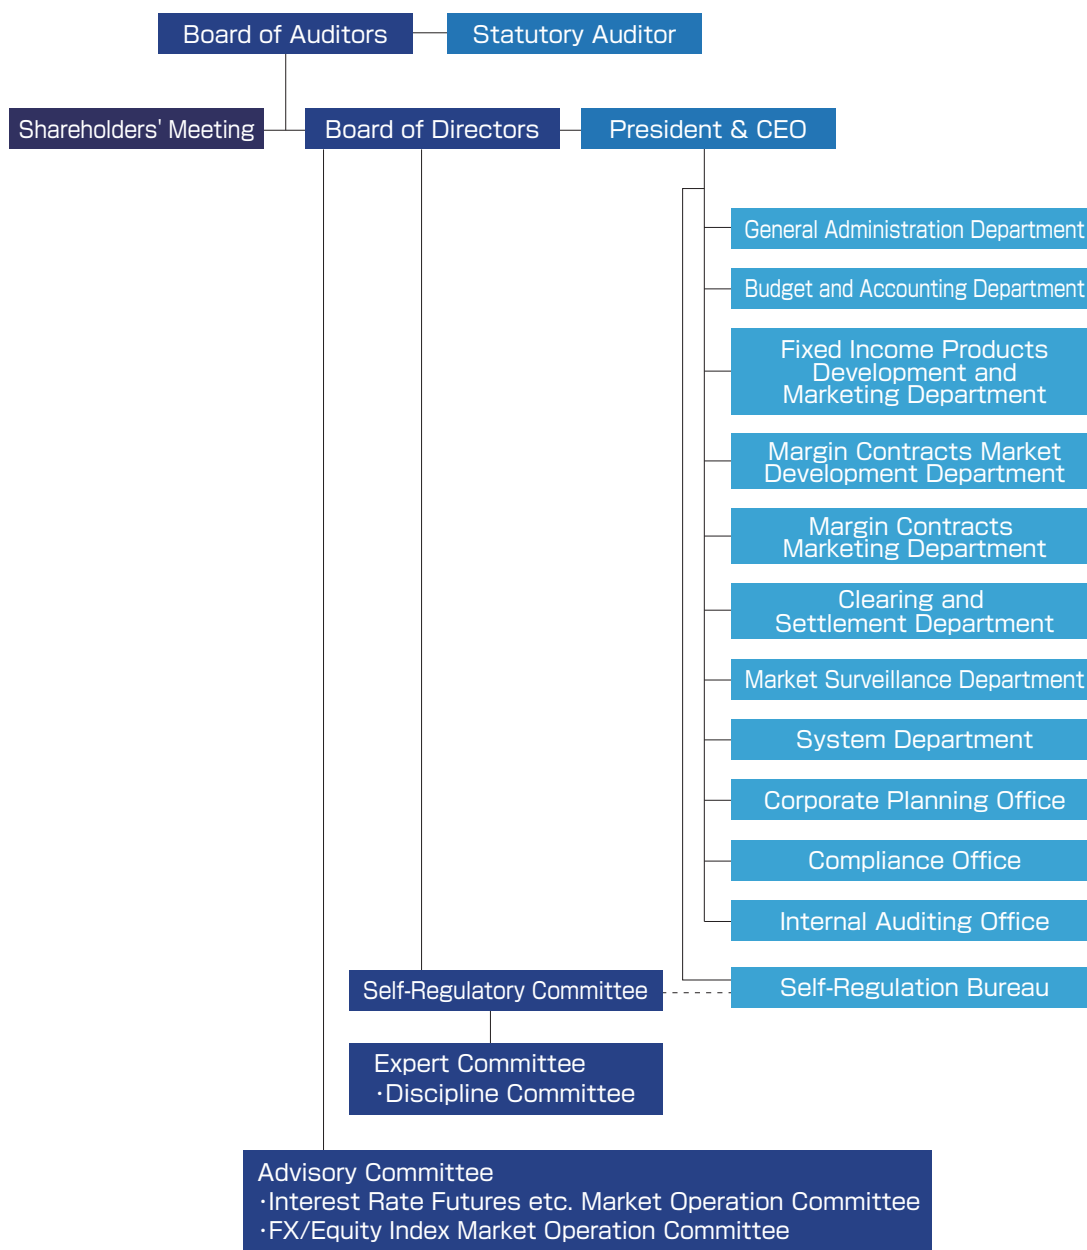 Board of Auditors
Statutory Auditor
Shareholders' Meeting
Board of Directors
President & CEO
General Administration Department
Budget and Accounting Department
Fixed Income Products
Development and
Marketing Department
Margin Contracts Market
Development Department
Margin Contracts
Marketing Department
Clearing and
Settlement Department
Market Surveillance Department
System Department
Corporate Planning Office
Compliance Office
Internal Auditing Office
Self-Regulatory Committee
Self-Regulation Bureau
Expert Committee
・Discipline Committee
Advisory Committee
・Interest Rate Futures etc. Market Operation Committee
・FX/Equity Index Market Operation Committee